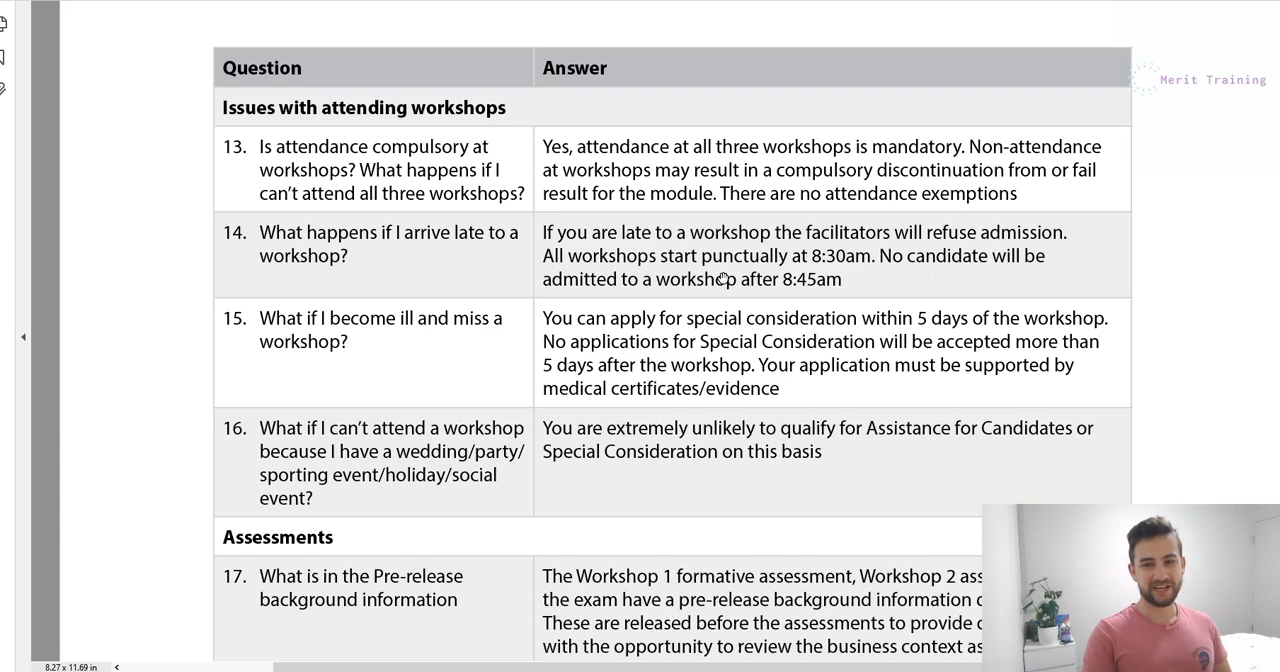 Merit Training
Question Answer
Issues with attending workshops
13. Is attendance compulsory at
workshops? What happens if I
can't attend all three workshops?
Yes, attendance at all three workshops is mandatory. Non-attendance
at workshops may result in a compulsory discontinuation from or fail
result for the module. There are no attendance exemptions
14. What happens if I arrive late to a
workshop?
If you are late to a workshop the facilitators will refuse admission.
All workshops start punctually at 8:30am. No candidate will be
admitted to a workshop after 8:45am
15. What if I become ill and miss a
workshop?
You can apply for special consideration within 5 days of the workshop.
No applications for Special Consideration will be accepted more than
5 days after the workshop. Your application must be supported by
medical certificates/evidence
16. What if I can't attend a workshop
because I have a wedding/party/
sporting event/holiday/social
event?
You are extremely unlikely to qualify for Assistance for Candidates or
Special Consideration on this basis
Assessments
17. What is in the Pre-release
background information
The Workshop 1 formative assessment, Workshop 2
the exam have a pre-release background information
These are released before the assessments to provide
with the opportunity to review the business context
8.27 x 11.69 in